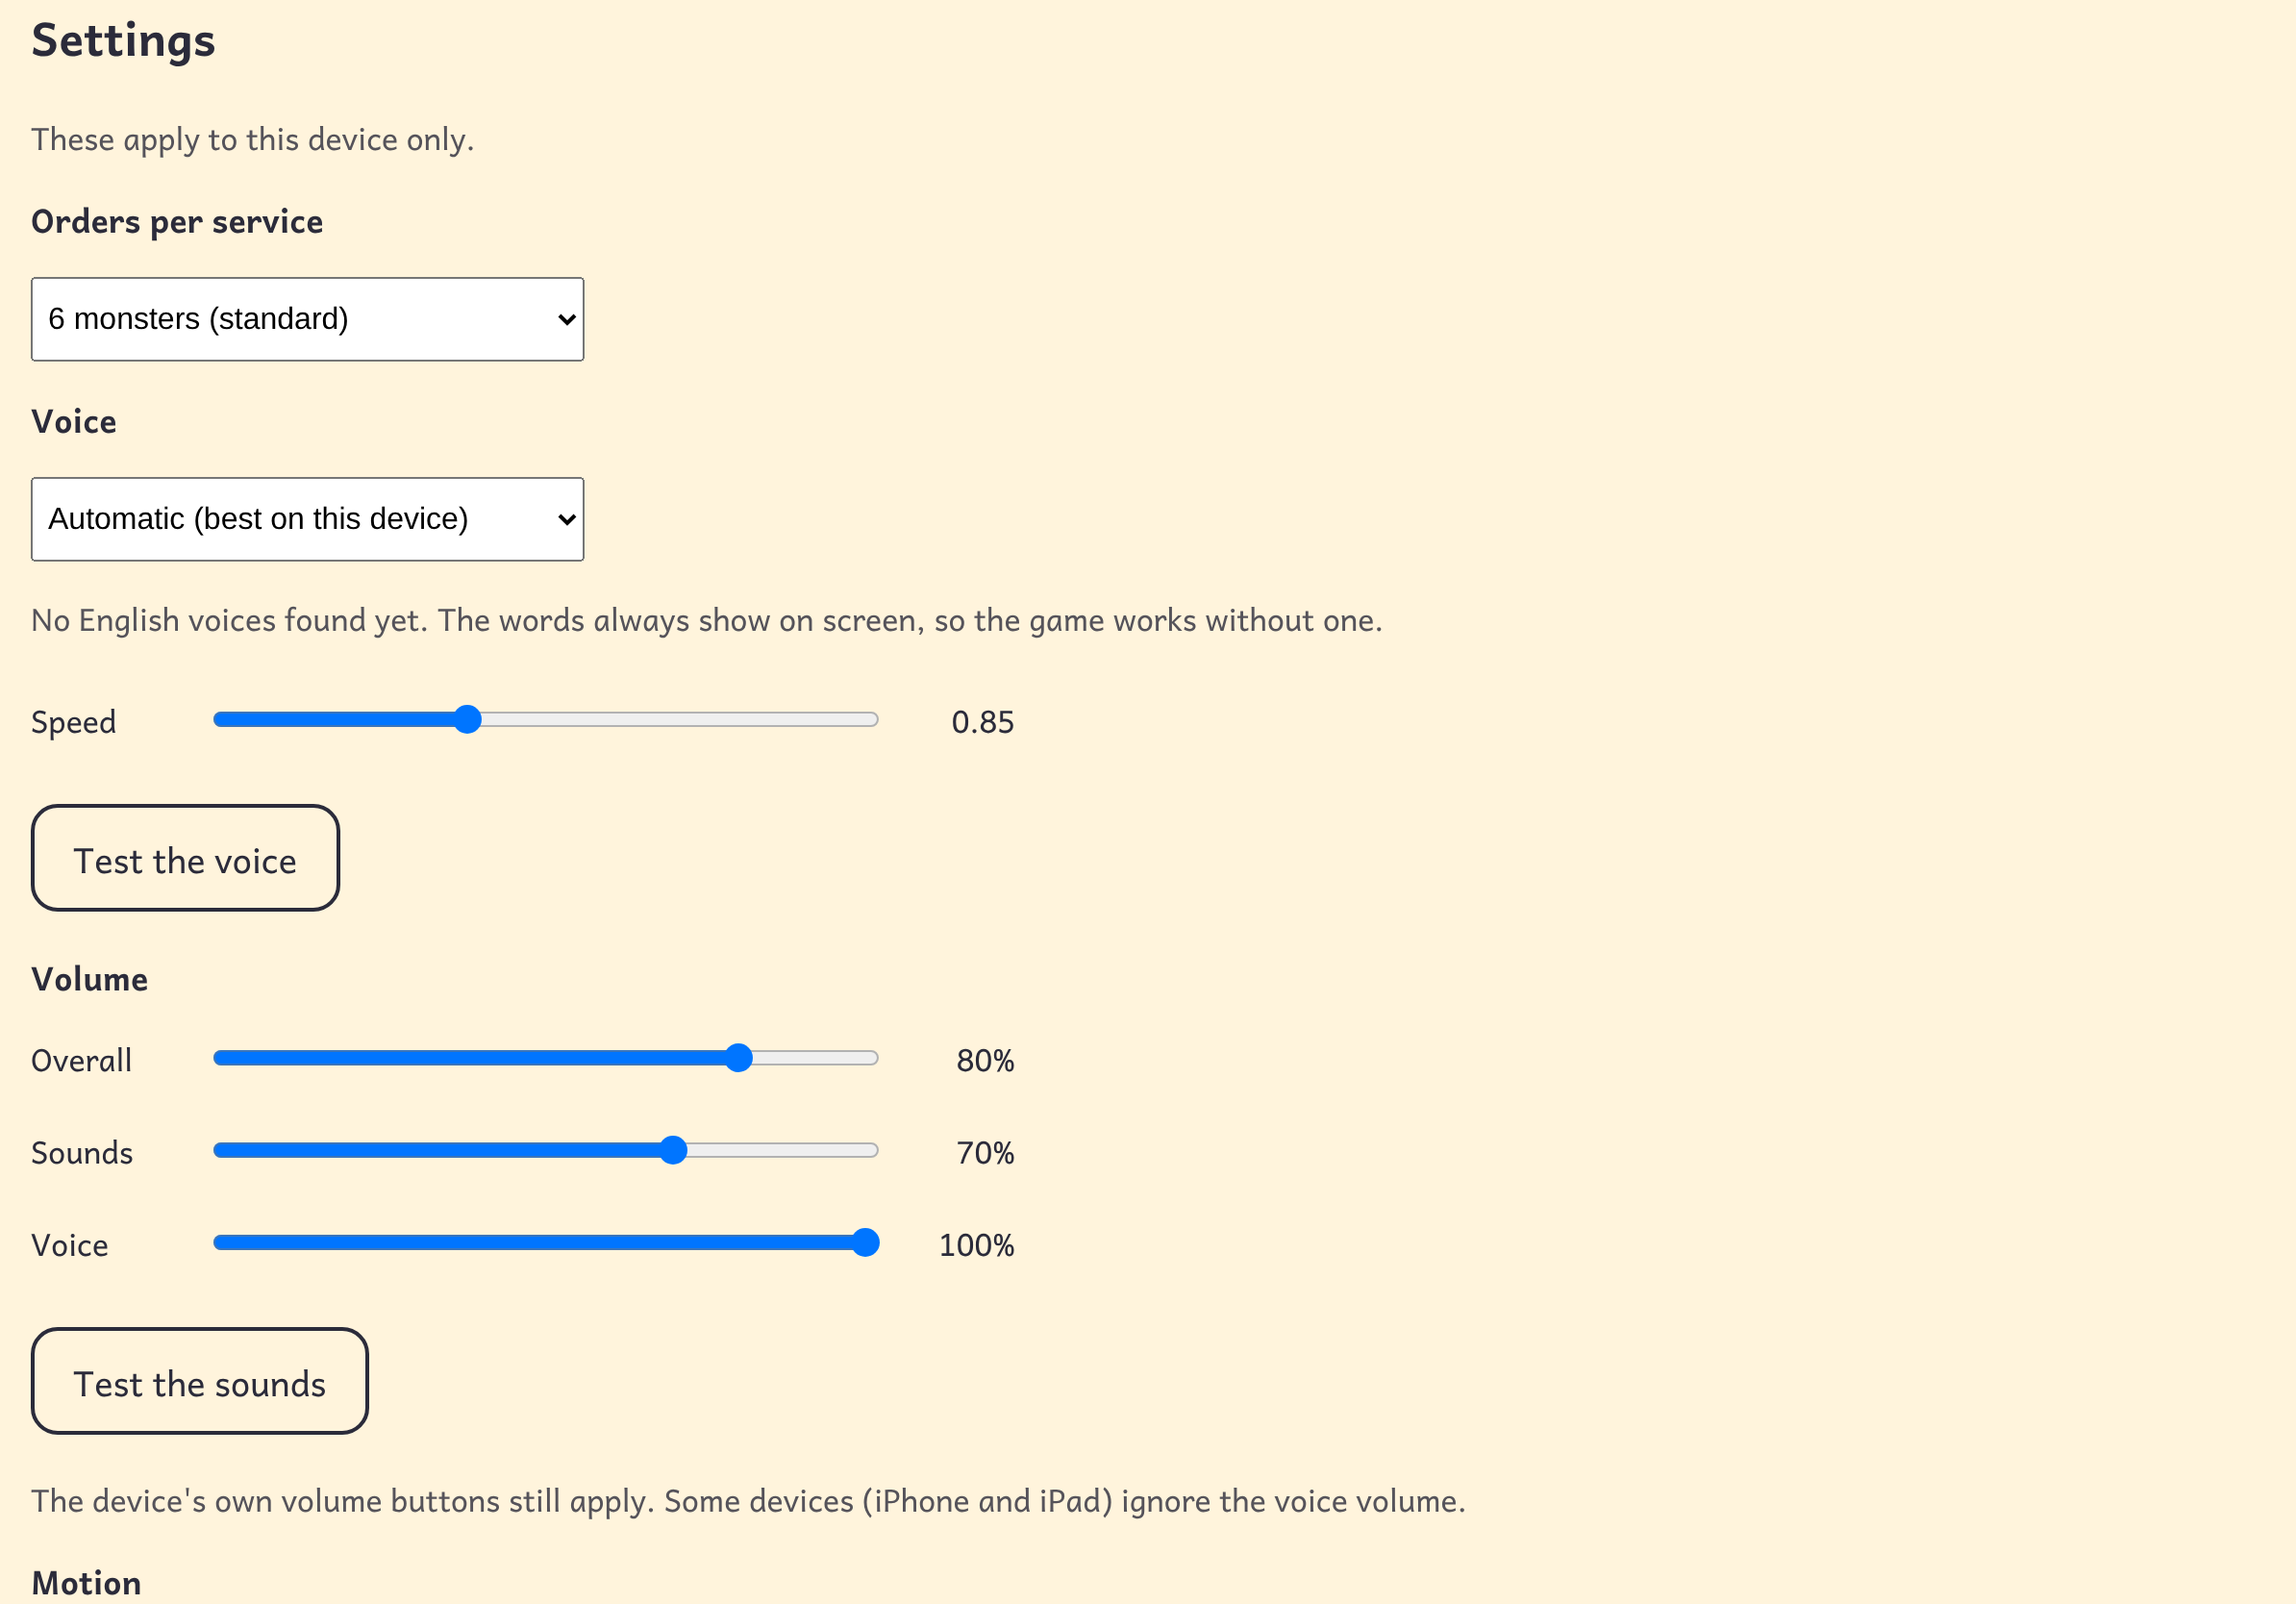 Settings
These apply to this device only.
Orders per service
6 monsters (standard)
Voice
Automatic (best on this device)
No English voices found yet. The words always show on screen, so the game works without one.
Speed 0.85
Test the voice
Volume
Overall 80%
Sounds 70%
Voice 100%
Test the sounds
The device's own volume buttons still apply. Some devices (iPhone and iPad) ignore the voice volume.
Motion